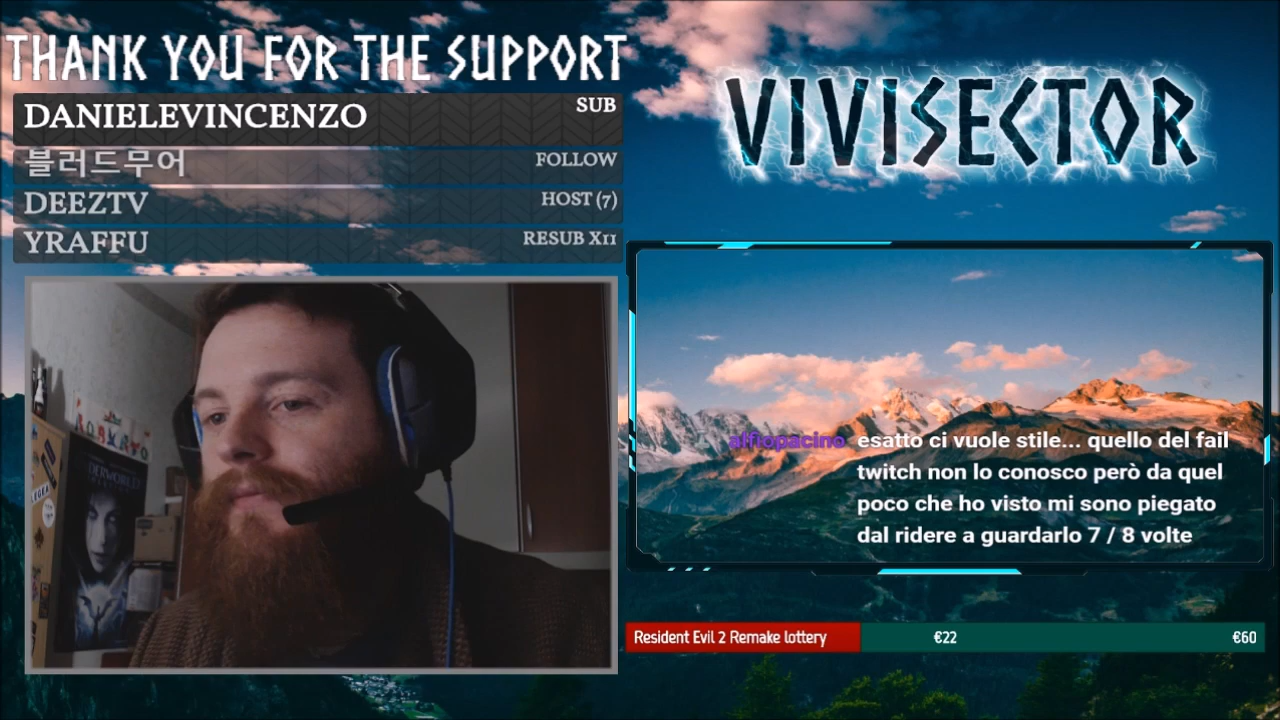 THANK YOU FOR THE SUPPORT
DANIELEVINCENZO SUB
블러드무어 FOLLOW
DEEZTV HOST (7)
YRAFFU RESUB X11
VIVISECTOR
alfiopacino esatto ci vuole stile... quello del fail
twitch non lo conosco però da quel
poco che ho visto mi sono piegato
dal ridere a guardarlo 7 / 8 volte
Resident Evil 2 Remake lottery €22 €60